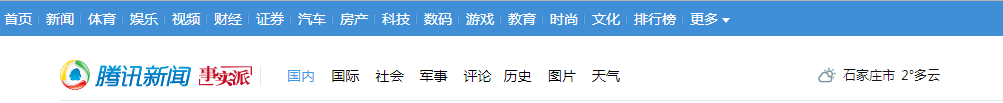 首页 新闻 体育 娱乐 视频 财经 证券 汽车 房产 科技 数码 游戏 教育 时尚 文化 排行榜 更多
腾讯新闻 事实派 国内 国际 社会 军事 评论 历史 图片 天气 石家庄市 2°多云